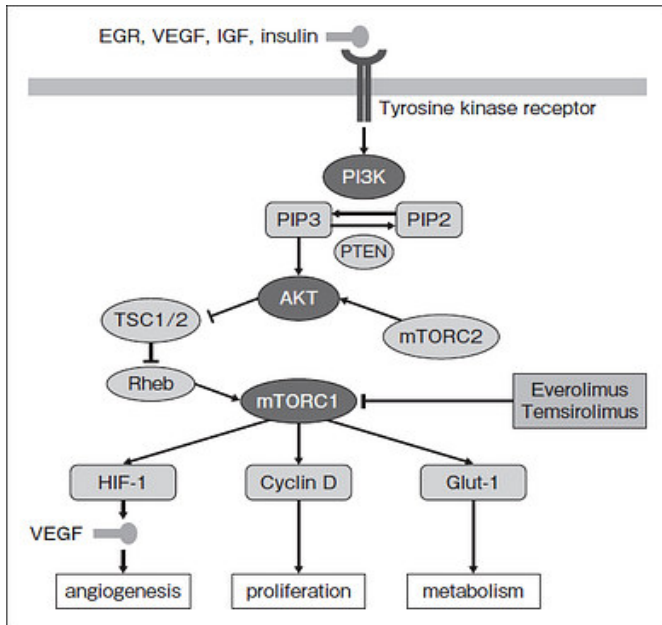 EGR, VEGF, IGF, insulin
Tyrosine kinase receptor
PI3K
PIP3
PIP2
PTEN
AKT
TSC1/2
mTORC2
Rheb
mTORC1
Everolimus
Temsirolimus
HIF-1
Cyclin D
Glut-1
VEGF
angiogenesis
proliferation
metabolism